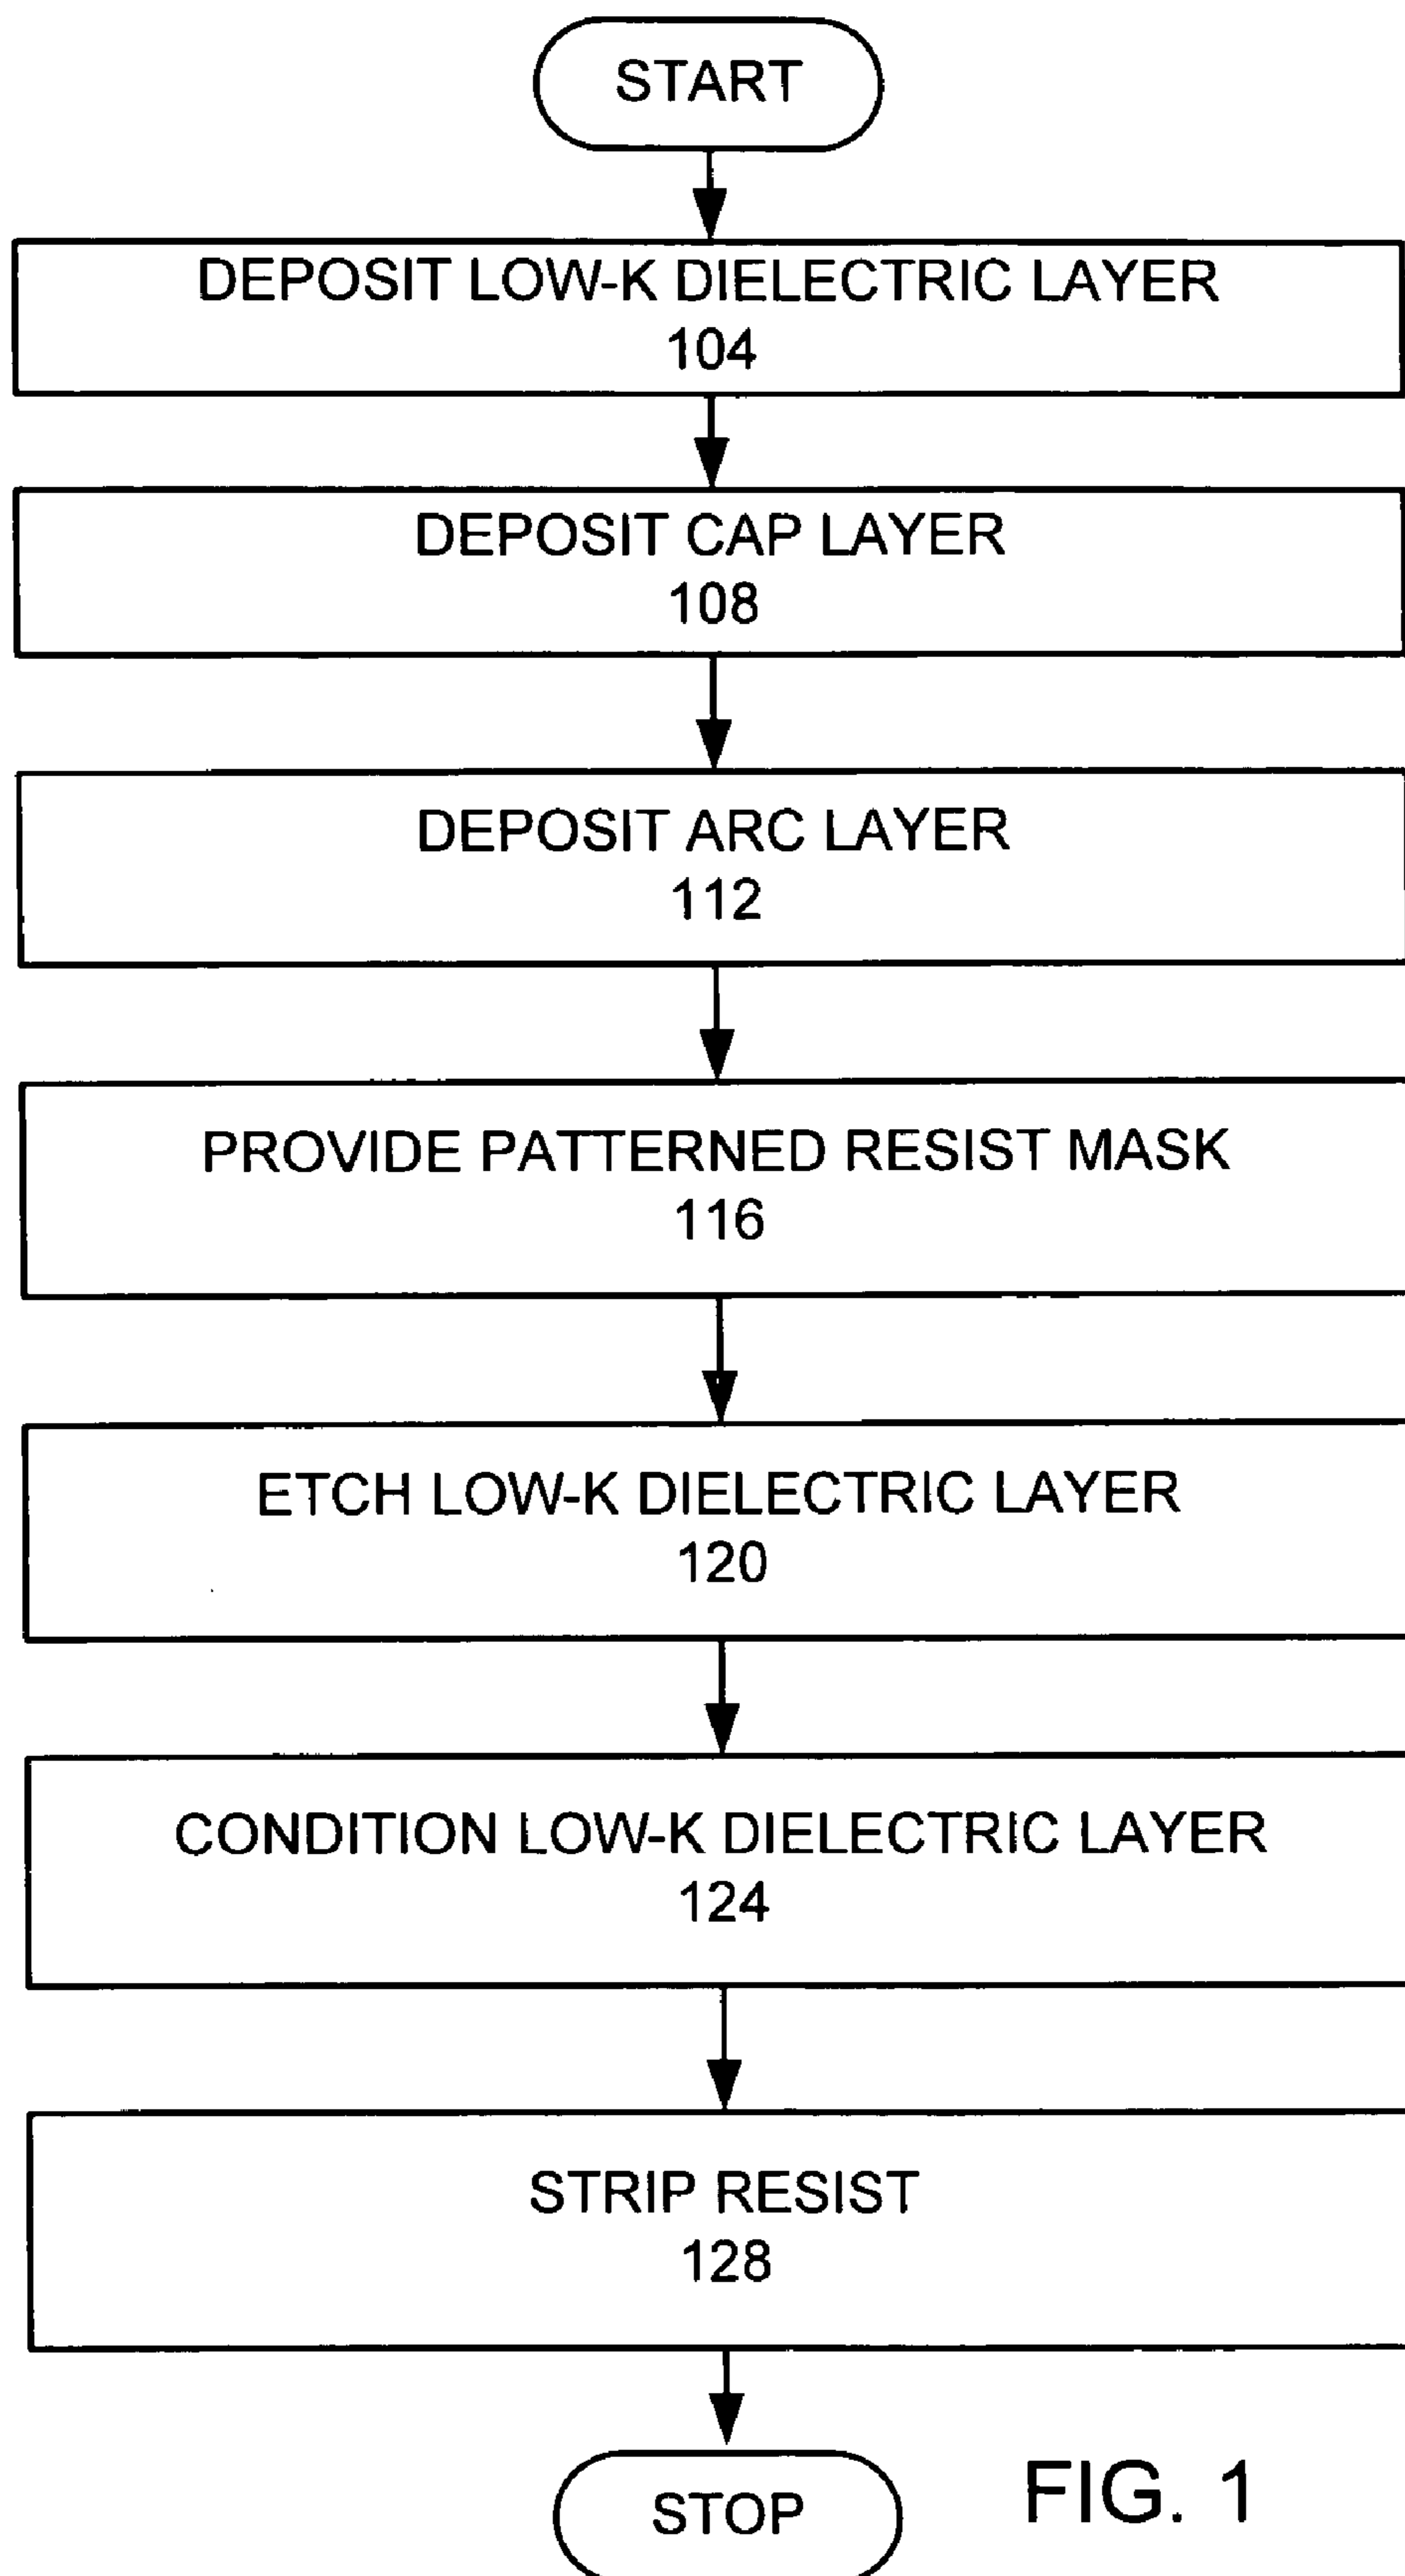 START
DEPOSIT LOW-K DIELECTRIC LAYER
104
DEPOSIT CAP LAYER
108
DEPOSIT ARC LAYER
112
PROVIDE PATTERNED RESIST MASK
116
ETCH LOW-K DIELECTRIC LAYER
120
CONDITION LOW-K DIELECTRIC LAYER
124
STRIP RESIST
128
STOP
FIG. 1